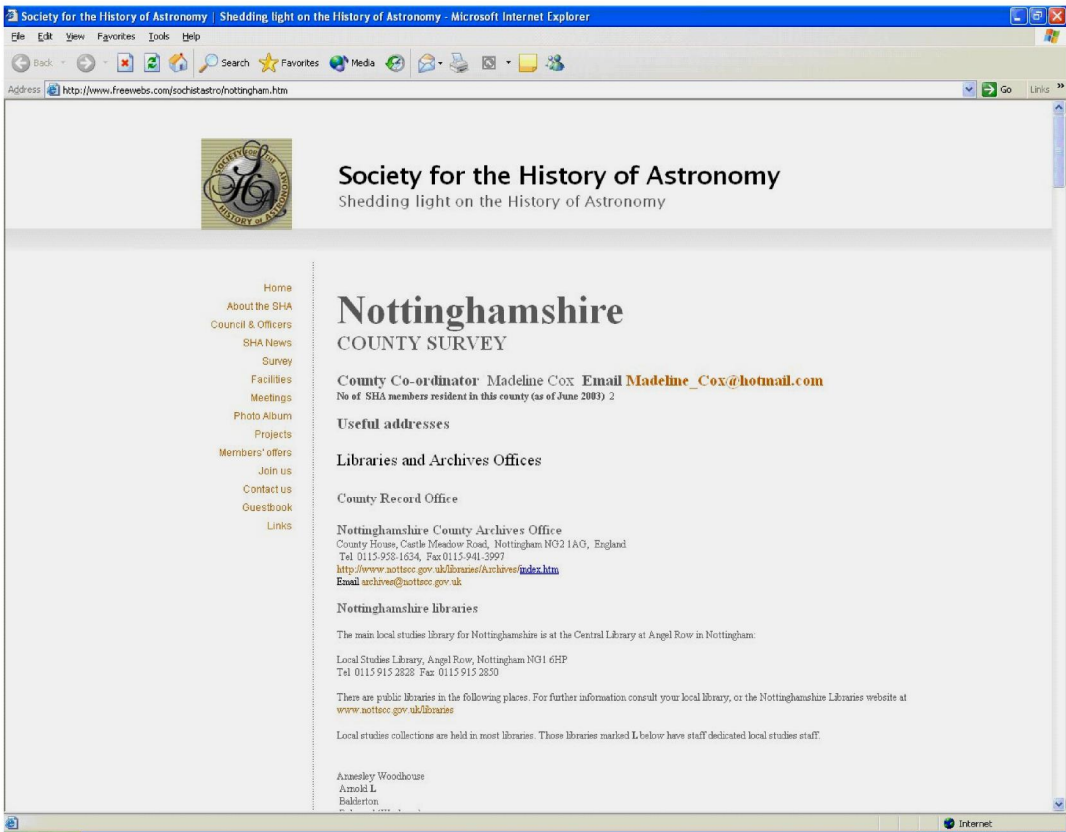 Society for the History of Astronomy | Shedding light on the History of Astronomy - Microsoft Internet Explorer
File Edit View Favorites Tools Help
Back Search Favorites Media
Address http://www.freewebs.com/sochistastro/nottingham.htm Go Links »
SOCIETY FOR THE HISTORY OF ASTRONOMY
SHA
Society for the History of Astronomy
Shedding light on the History of Astronomy
Home
About the SHA
Council & Officers
SHA News
Survey
Facilities
Meetings
Photo Album
Projects
Members' offers
Join us
Contact us
Guestbook
Links
Nottinghamshire
COUNTY SURVEY
County Co-ordinator Madeline Cox Email Madeline_Cox@hotmail.com
No of SHA members resident in this county (as of June 2003) 2
Useful addresses
Libraries and Archives Offices
County Record Office
Nottinghamshire County Archives Office
County House, Castle Meadow Road, Nottingham NG2 1AG, England
Tel 0115-958-1634, Fax 0115-941-3997
http://www.nottscc.gov.uk/libraries/Archives/index.htm
Email archives@nottscc.gov.uk
Nottinghamshire libraries
The main local studies library for Nottinghamshire is at the Central Library at Angel Row in Nottingham:
Local Studies Library, Angel Row, Nottingham NG1 6HP
Tel 0115 915 2828 Fax 0115 915 2850
There are public libraries in the following places. For further information consult your local library, or the Nottinghamshire Libraries website at
www.nottscc.gov.uk/libraries
Local studies collections are held in most libraries. Those libraries marked L below have staff dedicated local studies staff.
Annesley Woodhouse
Arnold L
Balderton
Internet